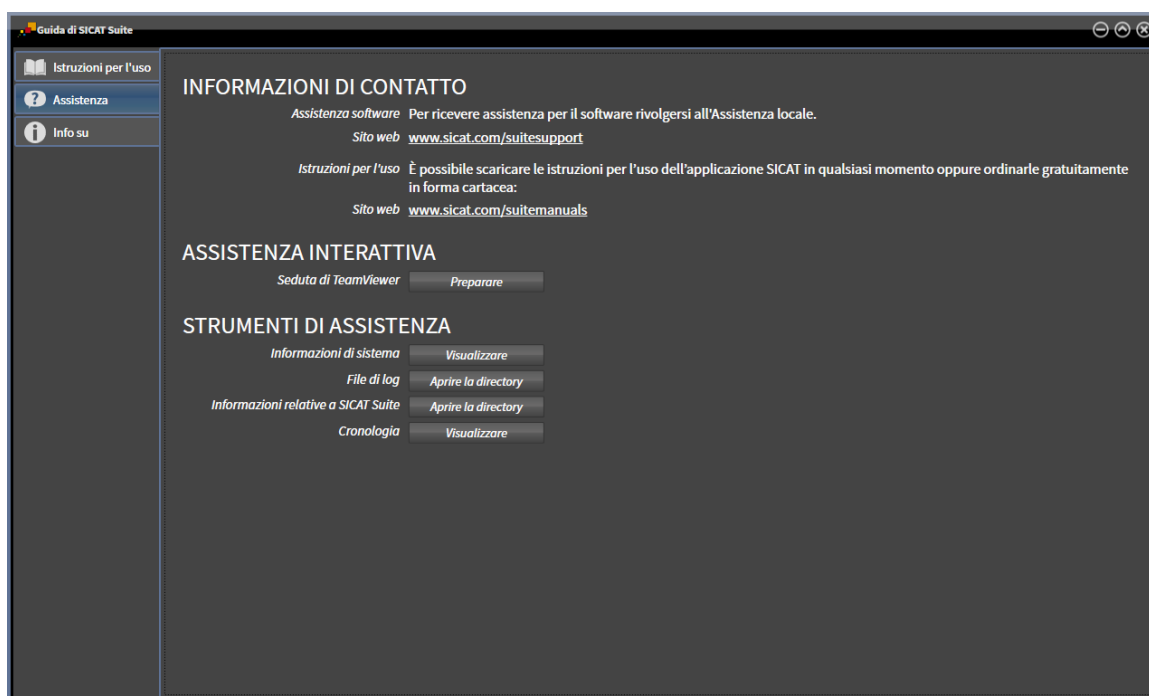 Guida di SICAT Suite
Istruzioni per l'uso
Assistenza
Info su
INFORMAZIONI DI CONTATTO
Assistenza software Per ricevere assistenza per il software rivolgersi all'Assistenza locale.
Sito web www.sicat.com/suitesupport
Istruzioni per l'uso È possibile scaricare le istruzioni per l'uso dell'applicazione SICAT in qualsiasi momento oppure ordinarle gratuitamente
in forma cartacea:
Sito web www.sicat.com/suitemanuals
ASSISTENZA INTERATTIVA
Seduta di TeamViewer Preparare
STRUMENTI DI ASSISTENZA
Informazioni di sistema Visualizzare
File di log Aprire la directory
Informazioni relative a SICAT Suite Aprire la directory
Cronologia Visualizzare